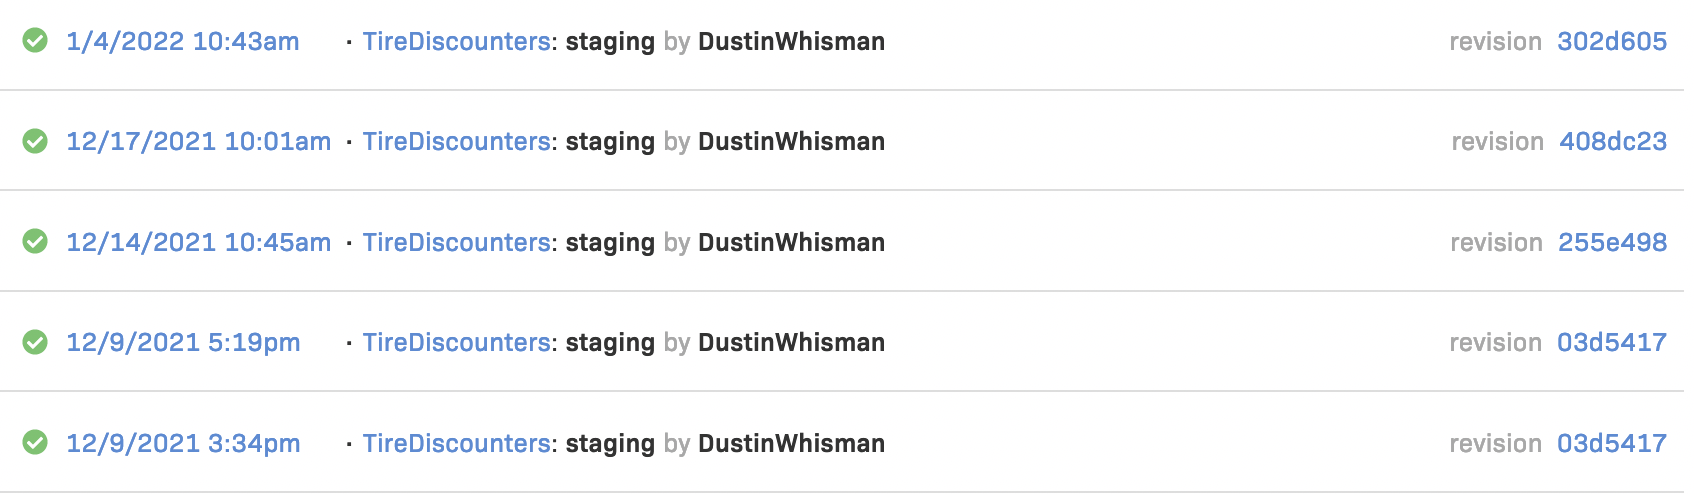 1/4/2022 10:43am · TireDiscounters: staging by DustinWhisman revision 302d605
12/17/2021 10:01am · TireDiscounters: staging by DustinWhisman revision 408dc23
12/14/2021 10:45am · TireDiscounters: staging by DustinWhisman revision 255e498
12/9/2021 5:19pm · TireDiscounters: staging by DustinWhisman revision 03d5417
12/9/2021 3:34pm · TireDiscounters: staging by DustinWhisman revision 03d5417